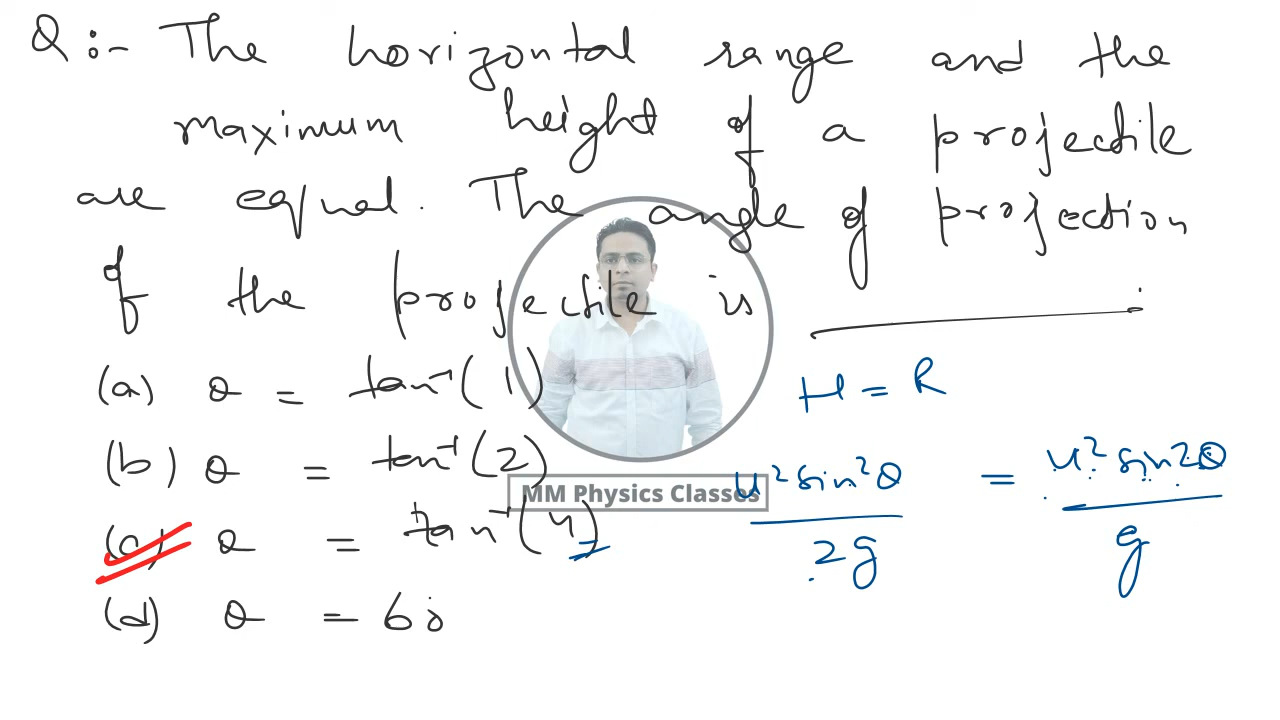 Q:- The horizontal range and the
maximum height of a projectile
are equal. The angle of projection
of the projectile is
(a) θ = tan⁻¹(1)
(b) θ = tan⁻¹(2)
(c) θ = tan⁻¹(4)
(d) θ = 60
H = R
u² sin²θ / 2g = u² sin2θ / g
MM Physics Classes